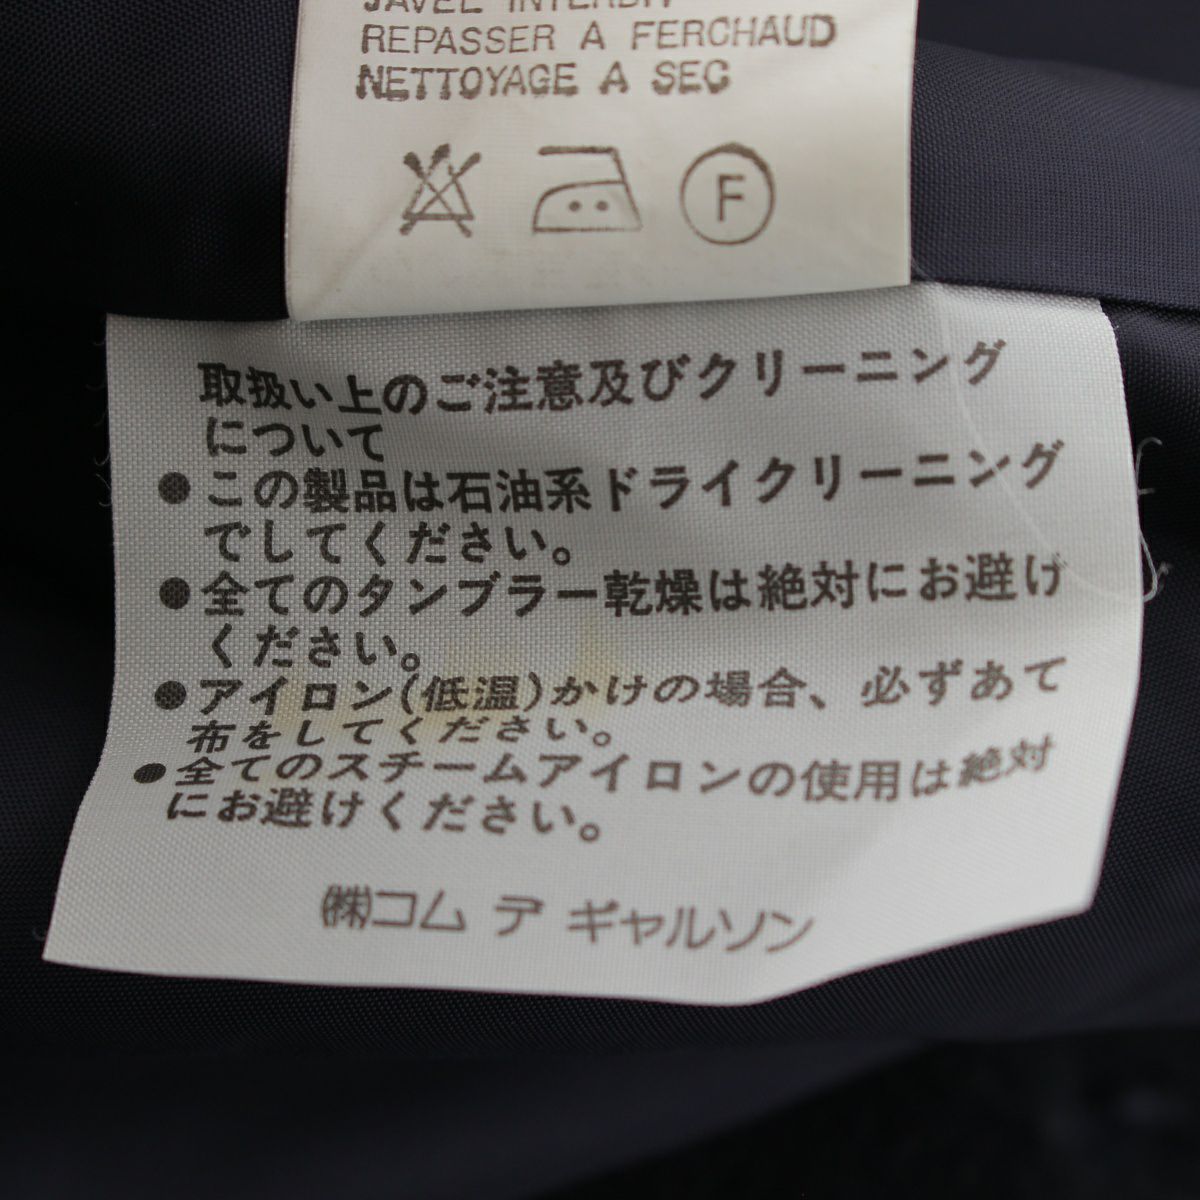 JAVEL INTERDIT
REPASSER A FERCHAUD
NETTOYAGE A SEC
F
取扱い上のご注意及びクリーニング
について
●この製品は石油系ドライクリーニング
でしてください。
●全てのタンブラー乾燥は絶対にお避け
ください。
●アイロン(低温)かけの場合、必ずあて
布をしてください。
●全てのスチームアイロンの使用は絶対
にお避けください。
㈱コム デ ギャルソン